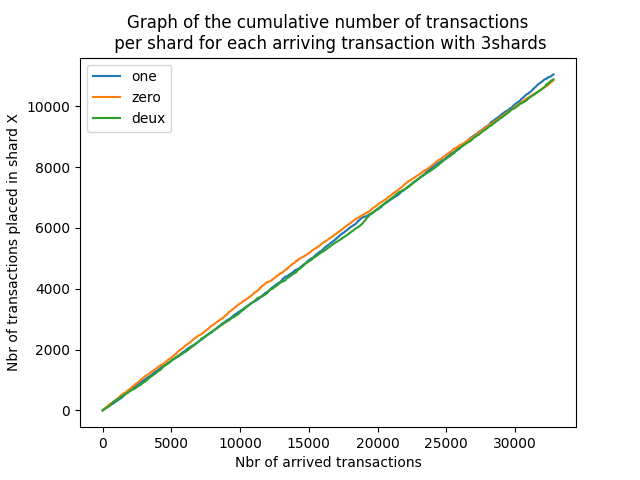 Graph of the cumulative number of transactions
per shard for each arriving transaction with 3shards
one
zero
deux
Nbr of transactions placed in shard X
10000
8000
6000
4000
2000
0
0 5000 10000 15000 20000 25000 30000
Nbr of arrived transactions